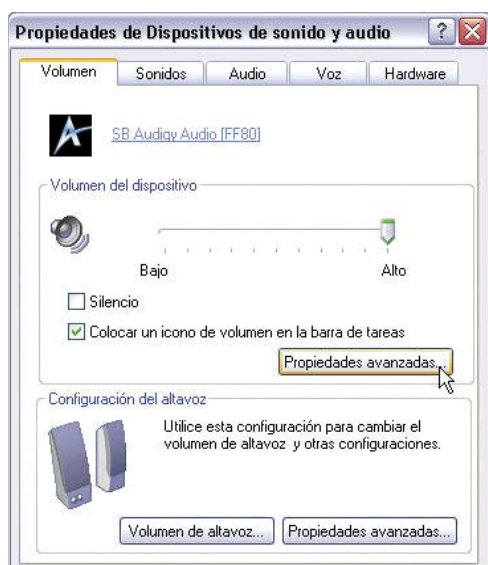 Propiedades de Dispositivos de sonido y audio
Volumen Sonidos Audio Voz Hardware
SB Audigy Audio [FF80]
Volumen del dispositivo
Bajo Alto
Silencio
Colocar un icono de volumen en la barra de tareas
Propiedades avanzadas...
Configuración del altavoz
Utilice esta configuración para cambiar el
volumen de altavoz y otras configuraciones.
Volumen de altavoz... Propiedades avanzadas...